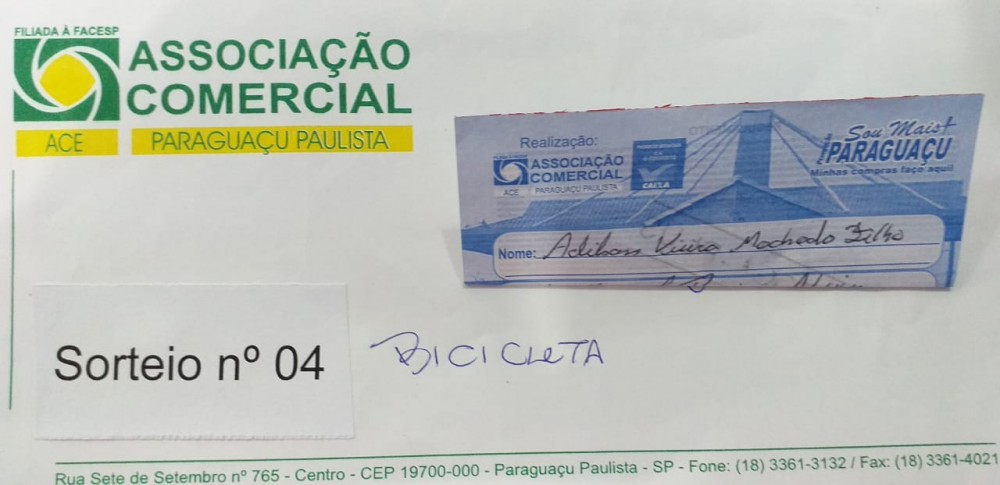 FILIADA À FACESP
ASSOCIAÇÃO
COMERCIAL
ACE PARAGUAÇU PAULISTA
Realização:
ASSOCIAÇÃO
COMERCIAL
ACE PARAGUAÇU PAULISTA
CAIXA
Sou Mais+
PARAGUAÇU
Minhas compras faço aqui!
Nome: Adilson Vieira Machado Filho
Sorteio nº 04
BICICLETA
Rua Sete de Setembro nº 765 - Centro - CEP 19700-000 - Paraguaçu Paulista - SP - Fone: (18) 3361-3132 / Fax: (18) 3361-4021